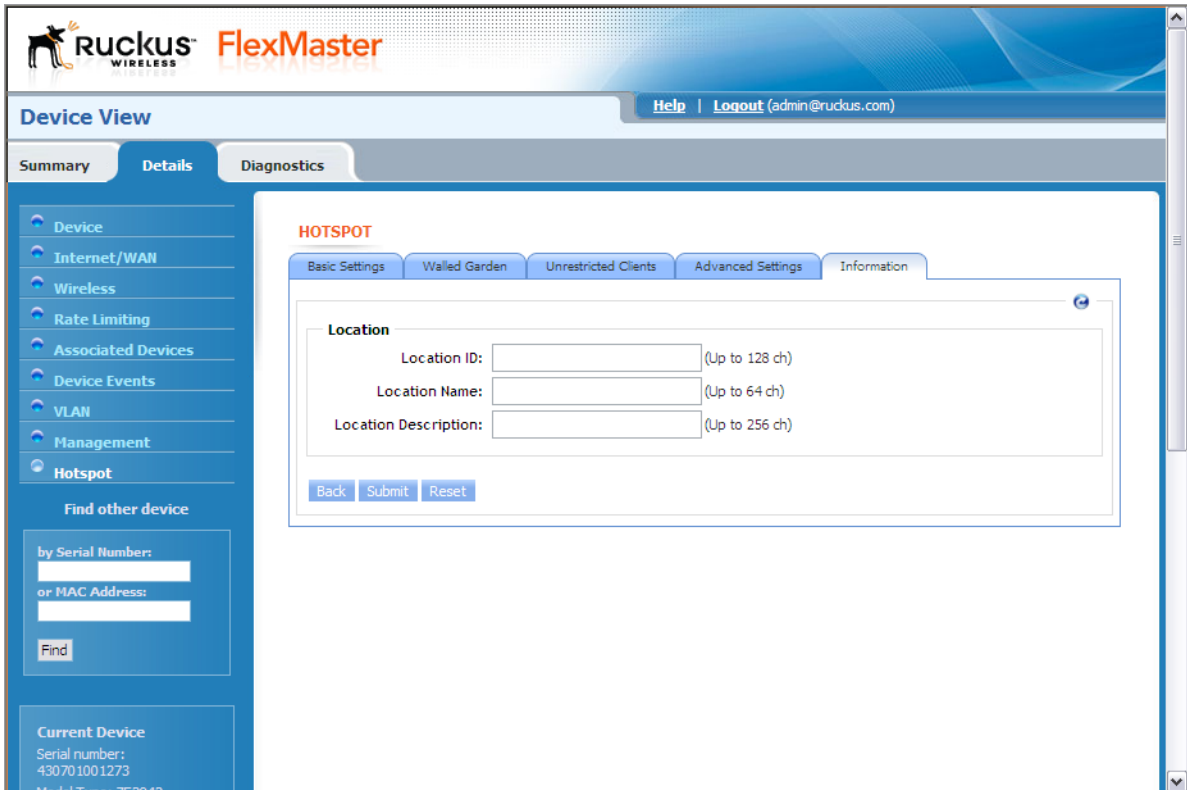 Ruckus™ FlexMaster
WIRELESS
Device View
Help | Logout (admin@ruckus.com)
Summary Details Diagnostics
Device
Internet/WAN
Wireless
Rate Limiting
Associated Devices
Device Events
VLAN
Management
Hotspot
Find other device
by Serial Number:
or MAC Address:
Find
Current Device
Serial number:
430701001273
HOTSPOT
Basic Settings Walled Garden Unrestricted Clients Advanced Settings Information
Location
Location ID: (Up to 128 ch)
Location Name: (Up to 64 ch)
Location Description: (Up to 256 ch)
Back Submit Reset